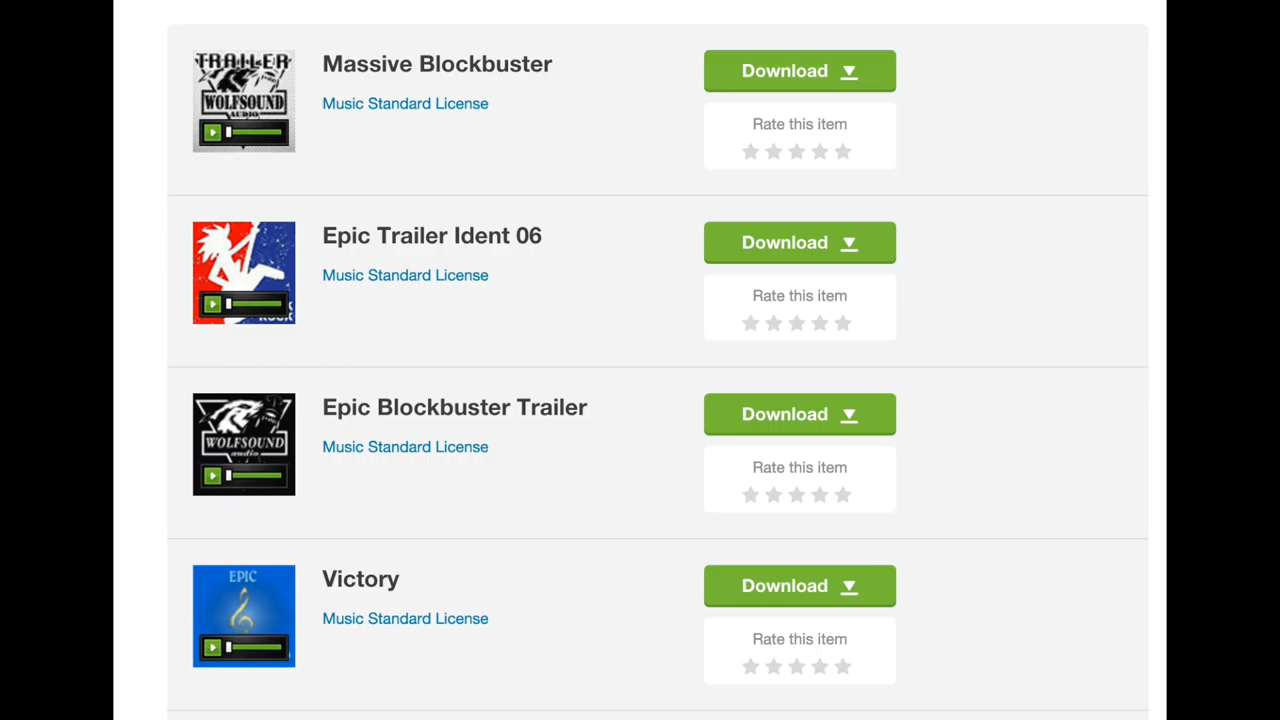 TRAILER
WOLFSOUND
AUDIO
Massive Blockbuster
Music Standard License
Download
Rate this item
Epic Trailer Ident 06
Music Standard License
Download
Rate this item
ROCK
WOLFSOUND
audio
Epic Blockbuster Trailer
Music Standard License
Download
Rate this item
EPIC
Victory
Music Standard License
Download
Rate this item